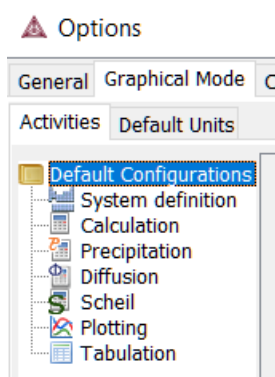 Options
General Graphical Mode
Activities Default Units
Default Configurations
System definition
Calculation
Precipitation
Diffusion
Scheil
Plotting
Tabulation